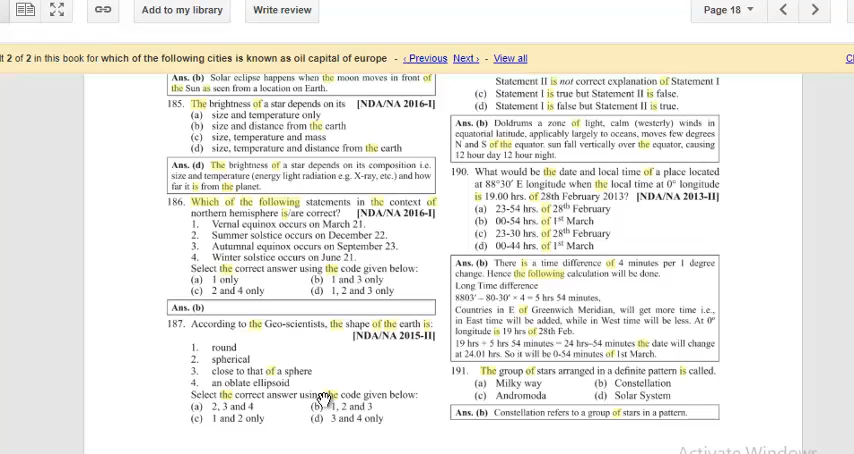 Add to my library
Write review
Page 18
lt 2 of 2 in this book for which of the following cities is known as oil capital of europe - ‹ Previous Next › - View all
Ans. (b) Solar eclipse happens when the moon moves in front of
the Sun as seen from a location on Earth.
185. The brightness of a star depends on its [NDA/NA 2016-I]
(a) size and temperature only
(b) size and distance from the earth
(c) size, temperature and mass
(d) size, temperature and distance from the earth
Ans. (d) The brightness of a star depends on its composition i.e.
size and temperature (energy light radiation e.g. X-ray, etc.) and how
far it is from the planet.
186. Which of the following statements in the context of
northern hemisphere is/are correct? [NDA/NA 2016-I]
1. Vernal equinox occurs on March 21.
2. Summer solstice occurs on December 22.
3. Autumnal equinox occurs on September 23.
4. Winter solstice occurs on June 21.
Select the correct answer using the code given below:
(a) 1 only (b) 1 and 3 only
(c) 2 and 4 only (d) 1, 2 and 3 only
Ans. (b)
187. According to the Geo-scientists, the shape of the earth is:
[NDA/NA 2015-II]
1. round
2. spherical
3. close to that of a sphere
4. an oblate ellipsoid
Select the correct answer using the code given below:
(a) 2, 3 and 4 (b) 1, 2 and 3
(c) 1 and 2 only (d) 3 and 4 only
Statement II is not correct explanation of Statement I
(c) Statement I is true but Statement II is false.
(d) Statement I is false but Statement II is true.
Ans. (b) Doldrums a zone of light, calm (westerly) winds in
equatorial latitude, applicably largely to oceans, moves few degrees
N and S of the equator. sun fall vertically over the equator, causing
12 hour day 12 hour night.
190. What would be the date and local time of a place located
at 88°30' E longitude when the local time at 0° longitude
is 19.00 hrs. of 28th February 2013? [NDA/NA 2013-II]
(a) 23-54 hrs. of 28th February
(b) 00-54 hrs. of 1st March
(c) 23-30 hrs. of 28th February
(d) 00-44 hrs. of 1st March
Ans. (b) There is a time difference of 4 minutes per 1 degree
change. Hence the following calculation will be done.
Long Time difference
8803' – 80-30' × 4 = 5 hrs 54 minutes,
Countries in E of Greenwich Meridian, will get more time i.e.,
in East time will be added, while in West time will be less. At 0°
longitude is 19 hrs of 28th Feb.
19 hrs + 5 hrs 54 minutes = 24 hrs–54 minutes the date will change
at 24.01 hrs. So it will be 0-54 minutes of 1st March.
191. The group of stars arranged in a definite pattern is called.
(a) Milky way (b) Constellation
(c) Andromoda (d) Solar System
Ans. (b) Constellation refers to a group of stars in a pattern.
Activate Windows